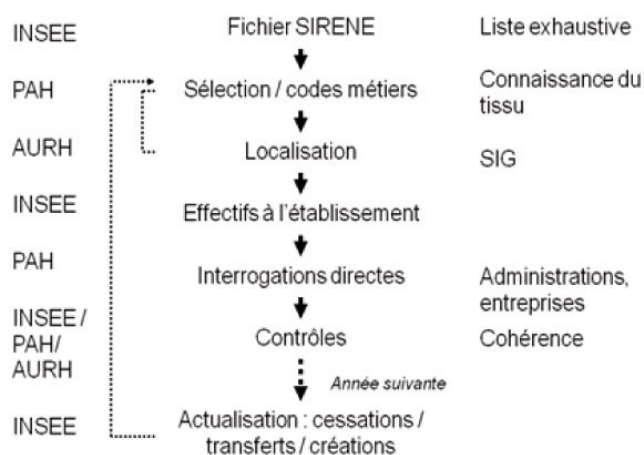 INSEE Fichier SIRENE Liste exhaustive
PAH Sélection / codes métiers Connaissance du
tissu
AURH Localisation SIG
INSEE Effectifs à l'établissement
PAH Interrogations directes Administrations,
entreprises
INSEE /
PAH/ Contrôles Cohérence
AURH
Année suivante
INSEE Actualisation : cessations /
transferts / créations